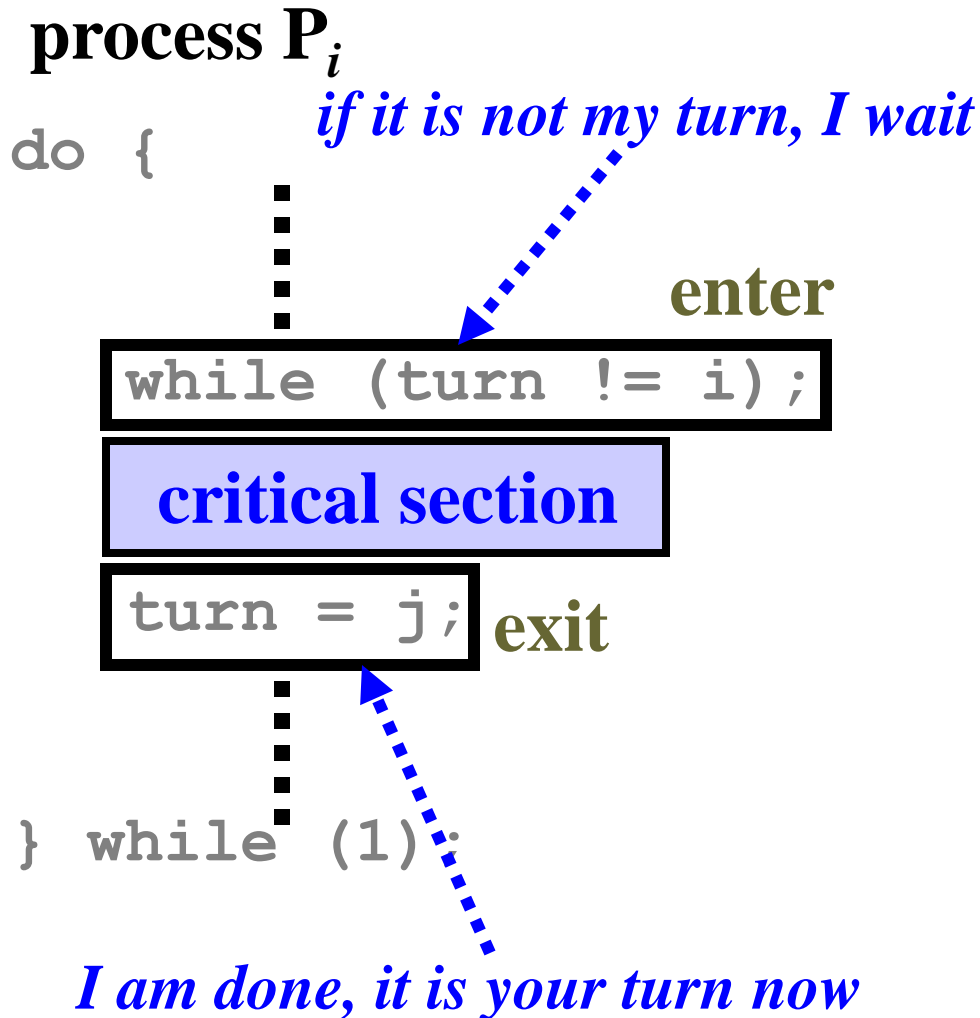 process Pi
if it is not my turn, I wait
do {
enter
while (turn != i);
critical section
turn = j;
exit
} while (1);
I am done, it is your turn now